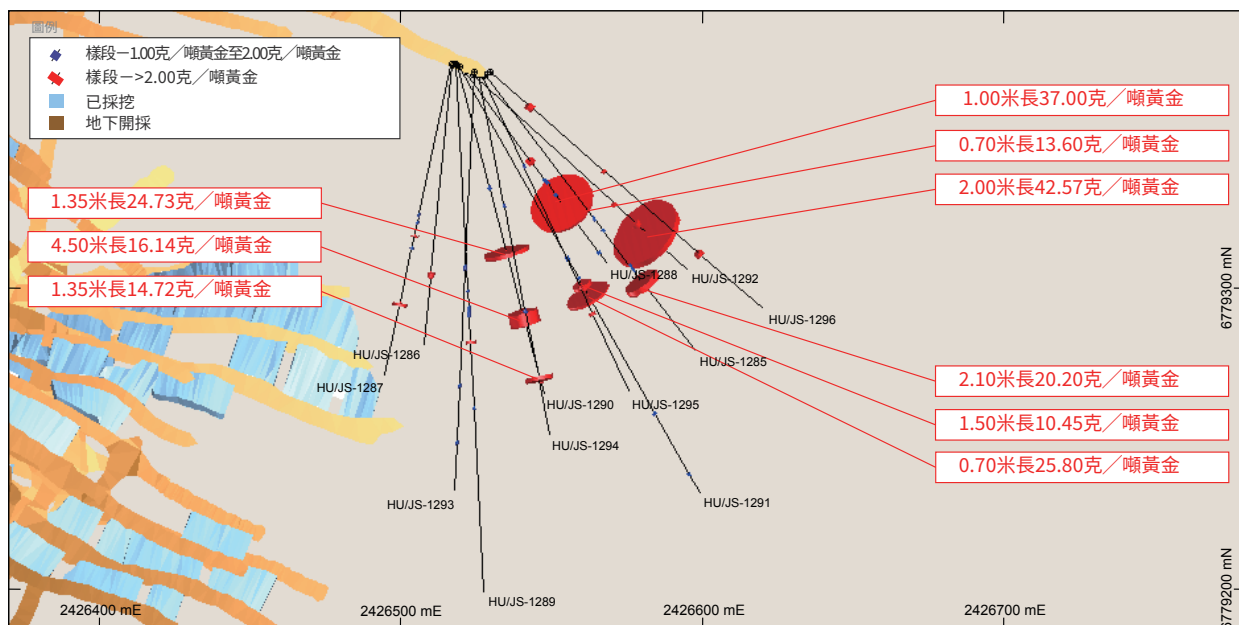 圖例
樣段－1.00克／噸黃金至2.00克／噸黃金
樣段－>2.00克／噸黃金
已採挖
地下開採
1.00米長37.00克／噸黃金
0.70米長13.60克／噸黃金
2.00米長42.57克／噸黃金
1.35米長24.73克／噸黃金
4.50米長16.14克／噸黃金
1.35米長14.72克／噸黃金
HU/JS-1288
HU/JS-1292
HU/JS-1296
6779300 mN
HU/JS-1286
HU/JS-1285
HU/JS-1287
HU/JS-1290
HU/JS-1295
2.10米長20.20克／噸黃金
1.50米長10.45克／噸黃金
0.70米長25.80克／噸黃金
HU/JS-1294
HU/JS-1293
HU/JS-1291
HU/JS-1289
6779200 mN
2426400 mE
2426500 mE
2426600 mE
2426700 mE